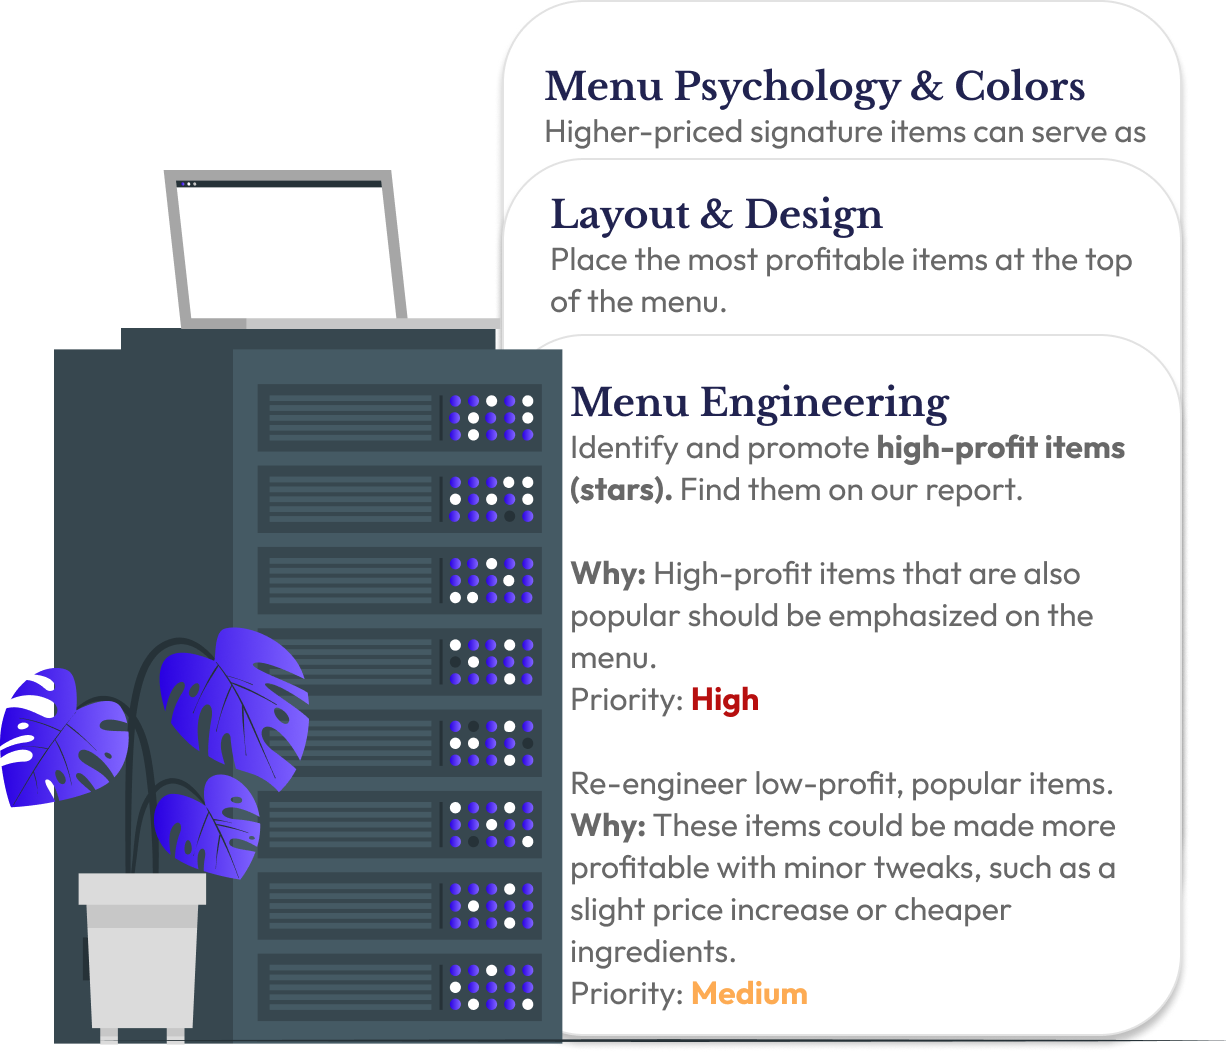 Menu Psychology & Colors
Higher-priced signature items can serve as
Layout & Design
Place the most profitable items at the top
of the menu.
Menu Engineering
Identify and promote high-profit items
(stars). Find them on our report.
Why: High-profit items that are also
popular should be emphasized on the
menu.
Priority: High
Re-engineer low-profit, popular items.
Why: These items could be made more
profitable with minor tweaks, such as a
slight price increase or cheaper
ingredients.
Priority: Medium